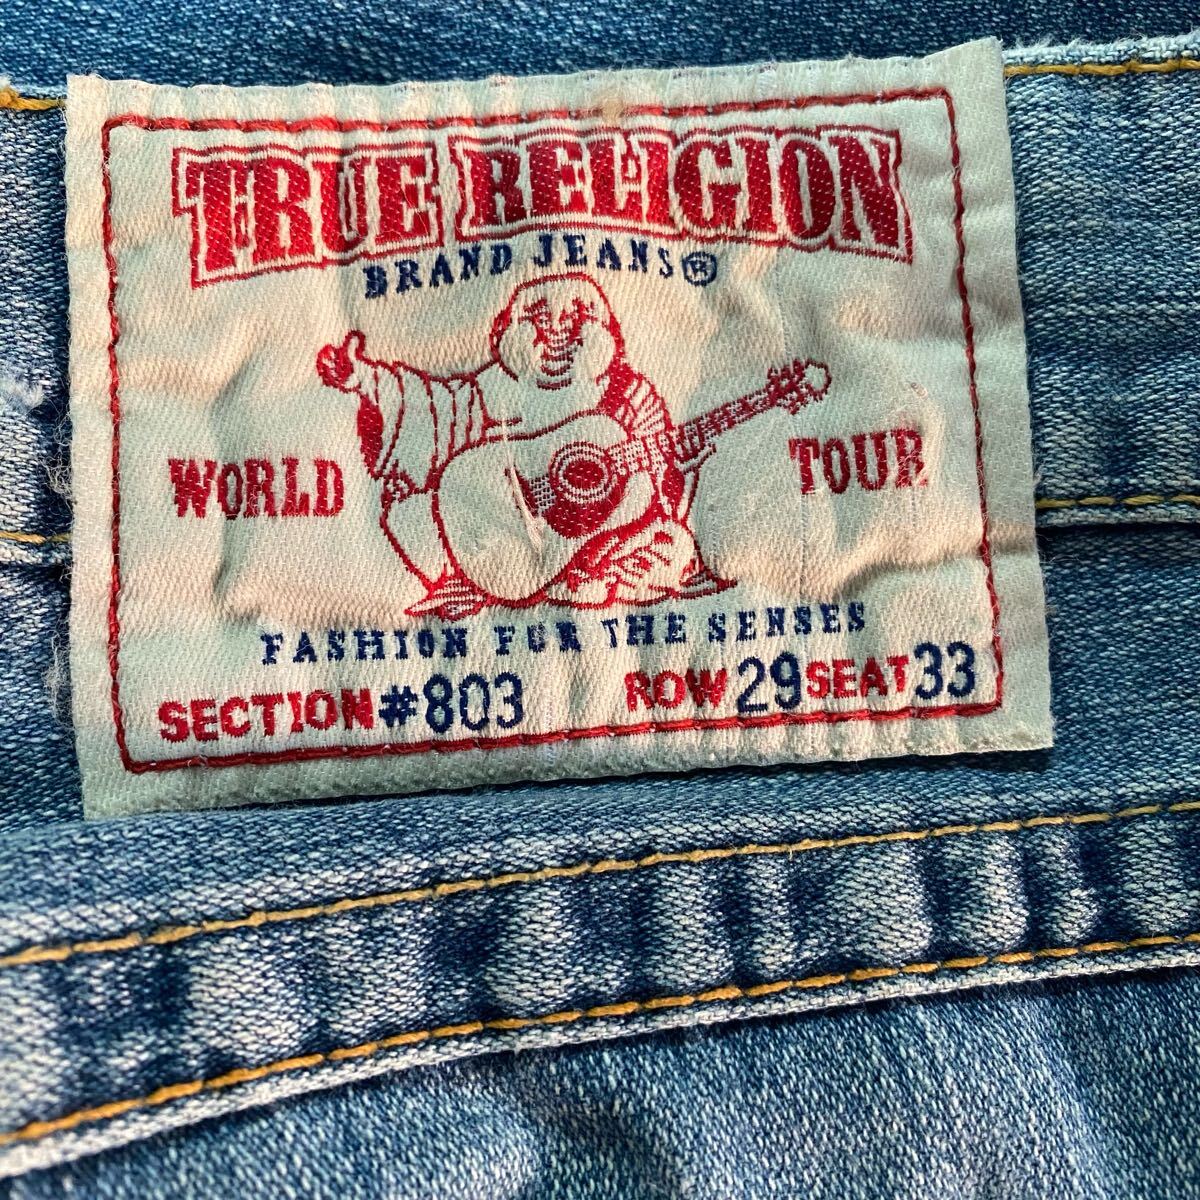 TRUE RELIGION
BRAND JEANS®
WORLD TOUR
FASHION FOR THE SENSES
SECTION #803 ROW 29 SEAT 33